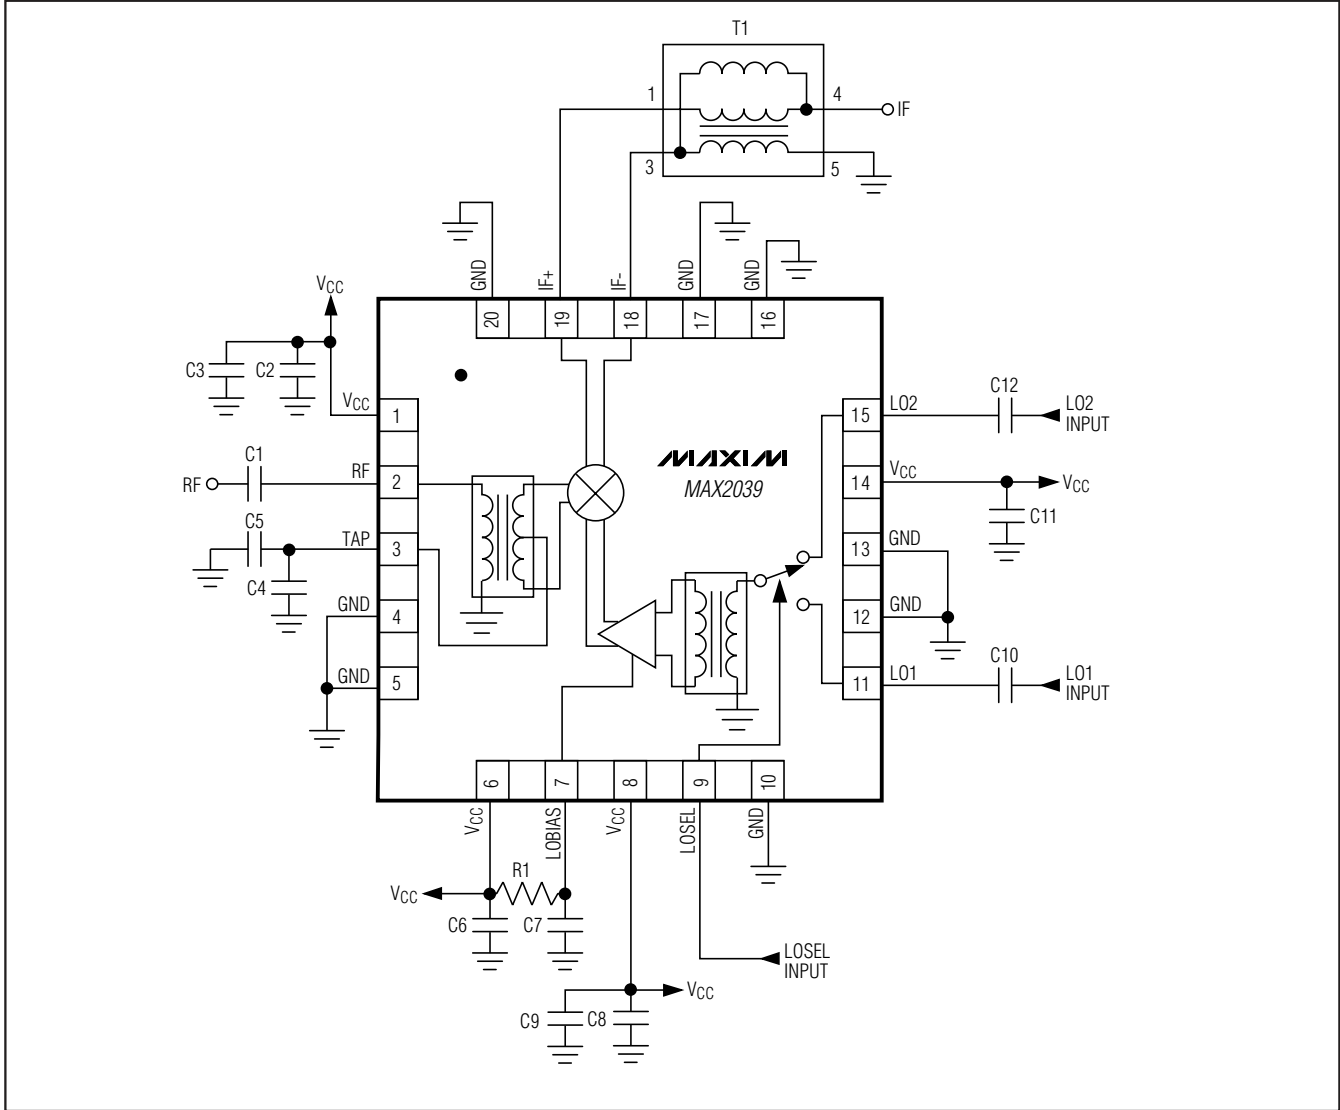 T1
1
4
IF
3
5
GND
IF+
IF-
GND
GND
VCC
20
19
18
17
16
C3
C2
C12
VCC
1
15
LO2
LO2
INPUT
MAXIM
MAX2039
C1
RF
RF
2
14
VCC
VCC
C11
C5
TAP
3
13
GND
C4
GND
4
12
GND
C10
GND
5
11
LO1
LO1
INPUT
6
7
8
9
10
VCC
LOBIAS
VCC
LOSEL
GND
R1
VCC
C6
C7
LOSEL
INPUT
VCC
C9
C8